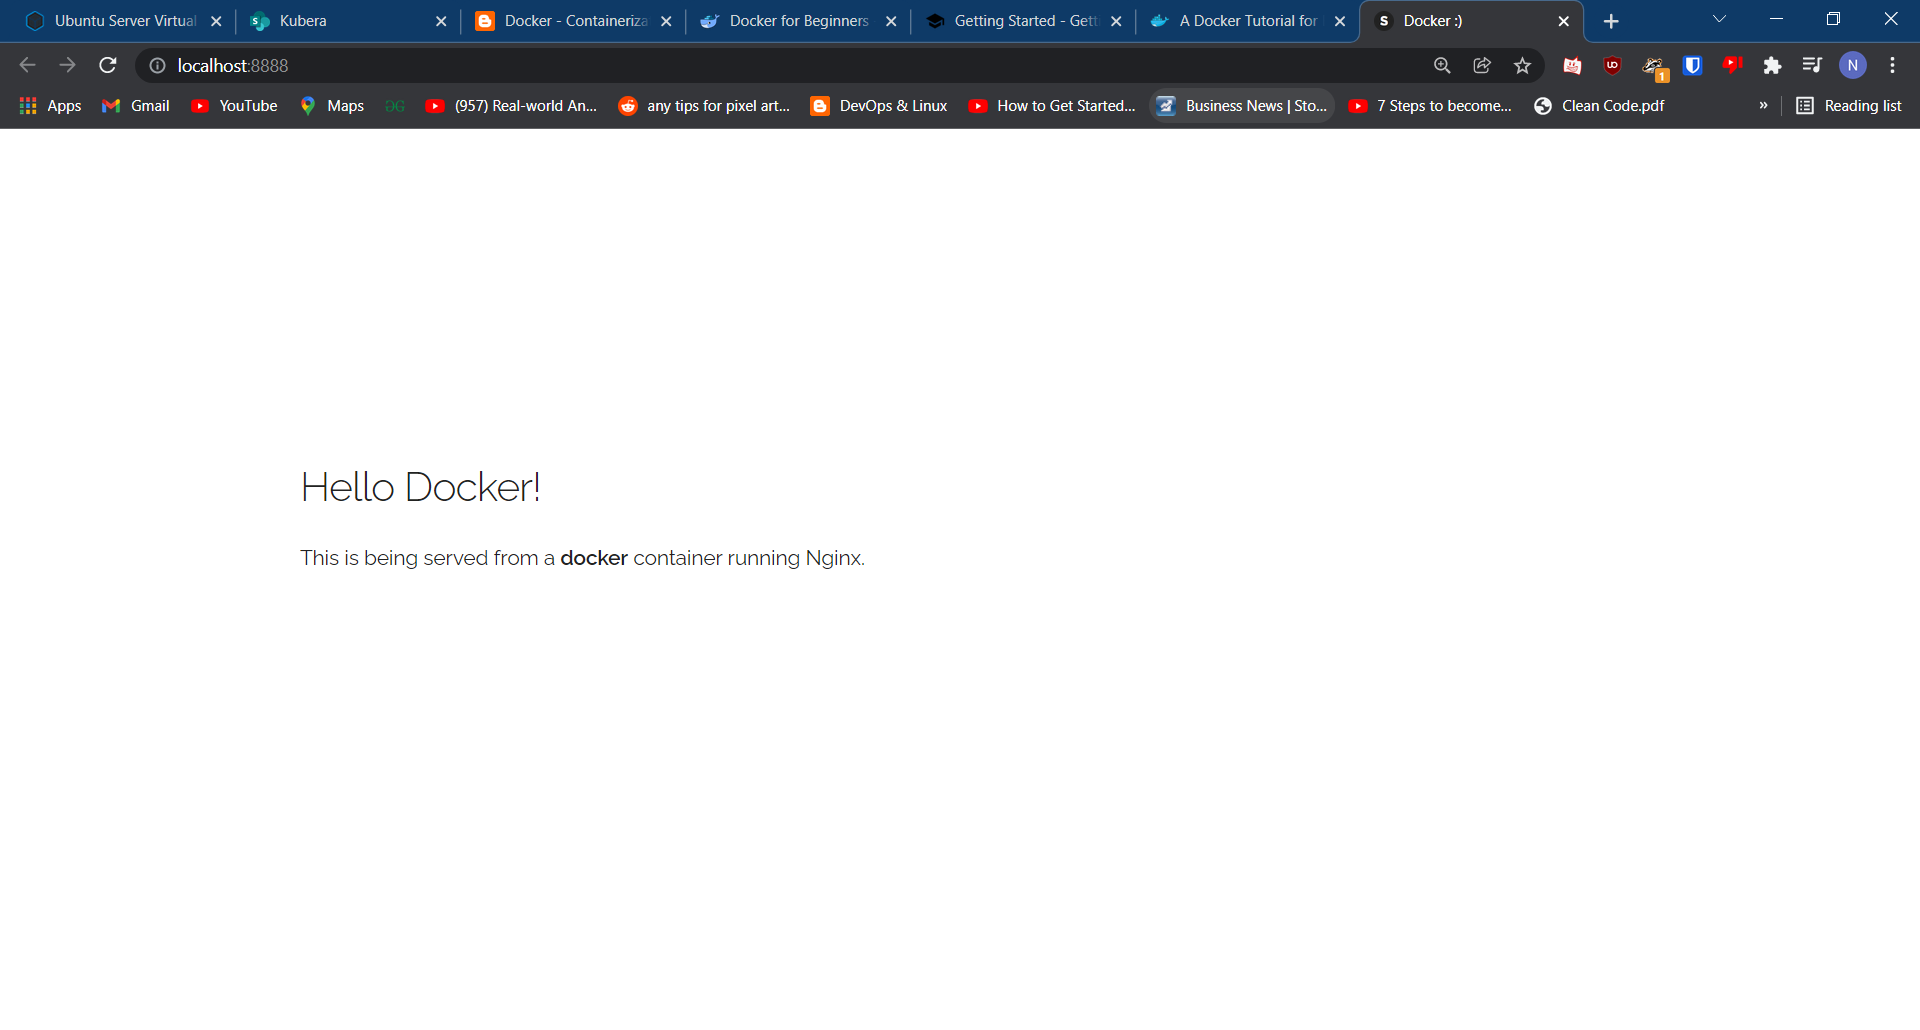 Ubuntu Server Virtual
Kubera
Docker - Containeriza
Docker for Beginners
Getting Started - Gett
A Docker Tutorial for
Docker :)
localhost:8888
1
N
Apps
Gmail
YouTube
Maps
(957) Real-world An...
any tips for pixel art...
DevOps & Linux
How to Get Started...
Business News | Sto...
7 Steps to become...
Clean Code.pdf
»
Reading list
Hello Docker!
This is being served from a docker container running Nginx.